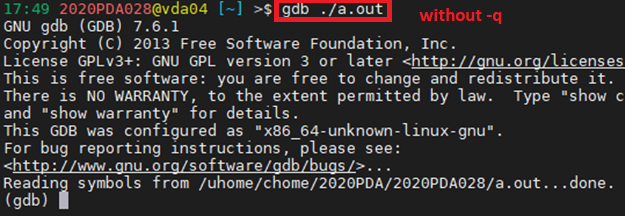 17:49 2020PDA028@vda04 [~] >$ gdb ./a.out without -q
GNU gdb (GDB) 7.6.1
Copyright (C) 2013 Free Software Foundation, Inc.
License GPLv3+: GNU GPL version 3 or later <http://gnu.org/licenses
This is free software: you are free to change and redistribute it.
There is NO WARRANTY, to the extent permitted by law.  Type "show c
and "show warranty" for details.
This GDB was configured as "x86_64-unknown-linux-gnu".
For bug reporting instructions, please see:
<http://www.gnu.org/software/gdb/bugs/>...
Reading symbols from /uhome/chome/2020PDA/2020PDA028/a.out...done.
(gdb)